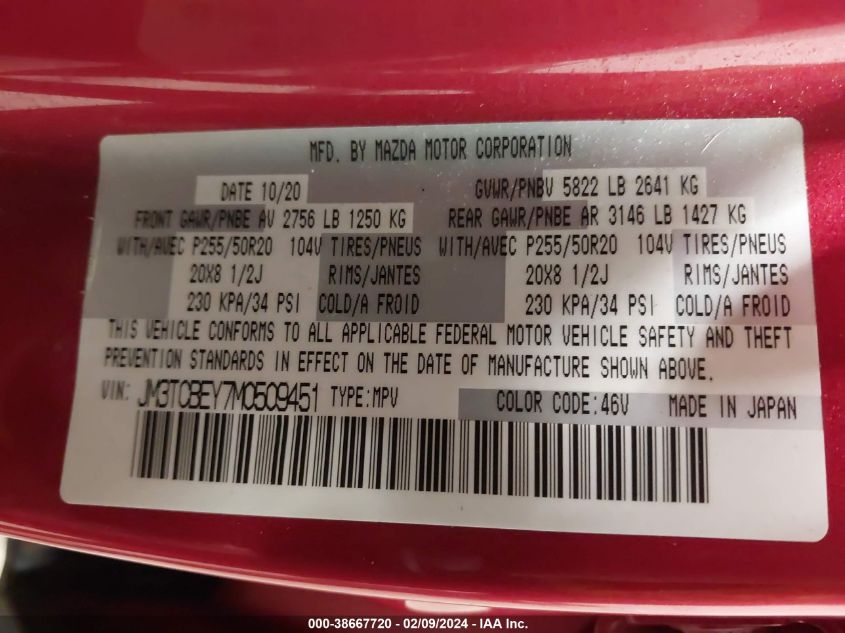 MFD. BY MAZDA MOTOR CORPORATION
DATE 10/20 GVWR/PNBV 5822 LB 2641 KG
FRONT GAWR/PNBE AV 2756 LB 1250 KG REAR GAWR/PNBE AR 3146 LB 1427 KG
WITH/AVEC P255/50R20 104V TIRES/PNEUS WITH/AVEC P255/50R20 104V TIRES/PNEUS
20X8 1/2J RIMS/JANTES 20X8 1/2J RIMS/JANTES
230 KPA/34 PSI COLD/A FROID 230 KPA/34 PSI COLD/A FROID
THIS VEHICLE CONFORMS TO ALL APPLICABLE FEDERAL MOTOR VEHICLE SAFETY AND THEFT
PREVENTION STANDARDS IN EFFECT ON THE DATE OF MANUFACTURE SHOWN ABOVE.
VIN: JM3TCBEY7M0509451 TYPE:MPV COLOR CODE:46V MADE IN JAPAN
000-38667720 - 02/09/2024 - IAA Inc.